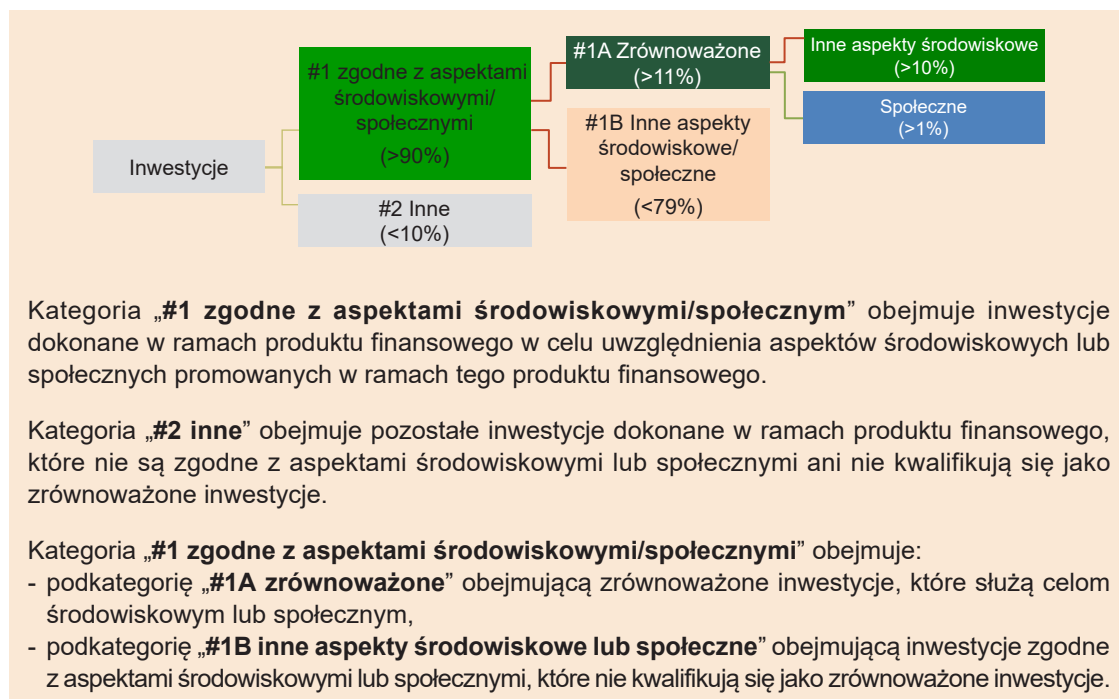 Inwestycje
#1 zgodne z aspektami
środowiskowymi/
społecznymi
(>90%)
#2 Inne
(<10%)
#1A Zrównoważone
(>11%)
#1B Inne aspekty
środowiskowe/
społeczne
(<79%)
Inne aspekty środowiskowe
(>10%)
Społeczne
(>1%)
Kategoria „#1 zgodne z aspektami środowiskowymi/społecznym” obejmuje inwestycje
dokonane w ramach produktu finansowego w celu uwzględnienia aspektów środowiskowych lub
społecznych promowanych w ramach tego produktu finansowego.
Kategoria „#2 inne” obejmuje pozostałe inwestycje dokonane w ramach produktu finansowego,
które nie są zgodne z aspektami środowiskowymi lub społecznymi ani nie kwalifikują się jako
zrównoważone inwestycje.
Kategoria „#1 zgodne z aspektami środowiskowymi/społecznymi” obejmuje:
- podkategorię „#1A zrównoważone” obejmującą zrównoważone inwestycje, które służą celom
środowiskowym lub społecznym,
- podkategorię „#1B inne aspekty środowiskowe lub społeczne” obejmującą inwestycje zgodne
z aspektami środowiskowymi lub społecznymi, które nie kwalifikują się jako zrównoważone inwestycje.